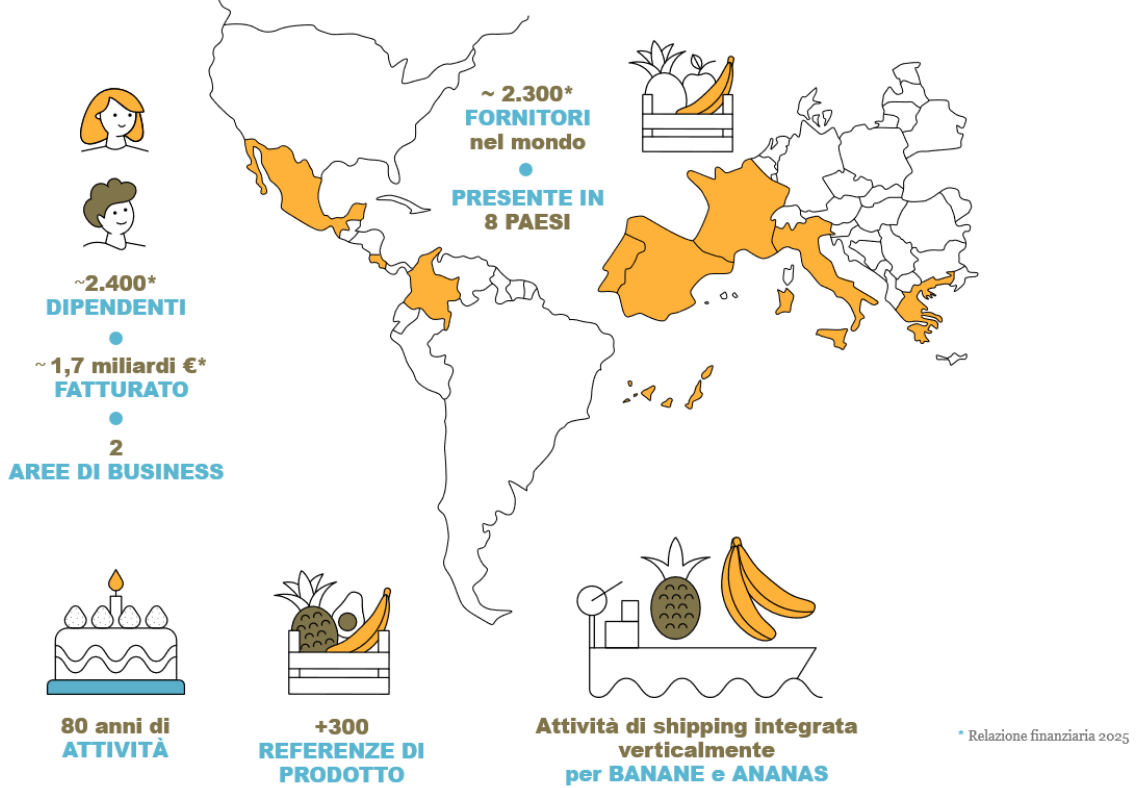 ~ 2.300*
FORNITORI
nel mondo
PRESENTE IN
8 PAESI
~2.400*
DIPENDENTI
~ 1,7 miliardi €*
FATTURATO
2
AREE DI BUSINESS
80 anni di
ATTIVITÀ
+300
REFERENZE DI
PRODOTTO
Attività di shipping integrata
verticalmente
per BANANE e ANANAS
* Relazione finanziaria 2025